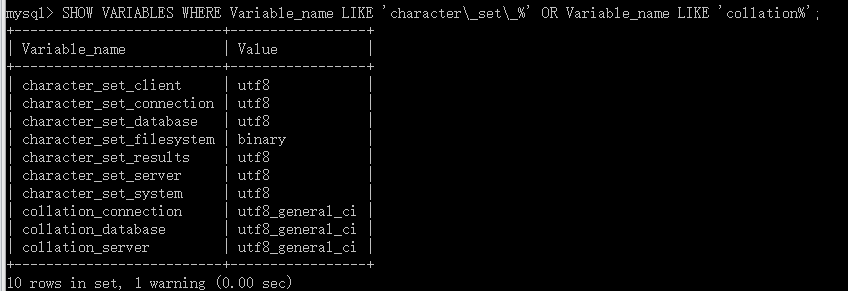 mysql> SHOW VARIABLES WHERE Variable_name LIKE 'character\_set\_%' OR Variable_name LIKE 'collation%';
+--------------------------+-----------------+
| Variable_name            | Value           |
+--------------------------+-----------------+
| character_set_client     | utf8            |
| character_set_connection | utf8            |
| character_set_database   | utf8            |
| character_set_filesystem | binary          |
| character_set_results    | utf8            |
| character_set_server     | utf8            |
| character_set_system     | utf8            |
| collation_connection     | utf8_general_ci |
| collation_database       | utf8_general_ci |
| collation_server         | utf8_general_ci |
+--------------------------+-----------------+
10 rows in set, 1 warning (0.00 sec)